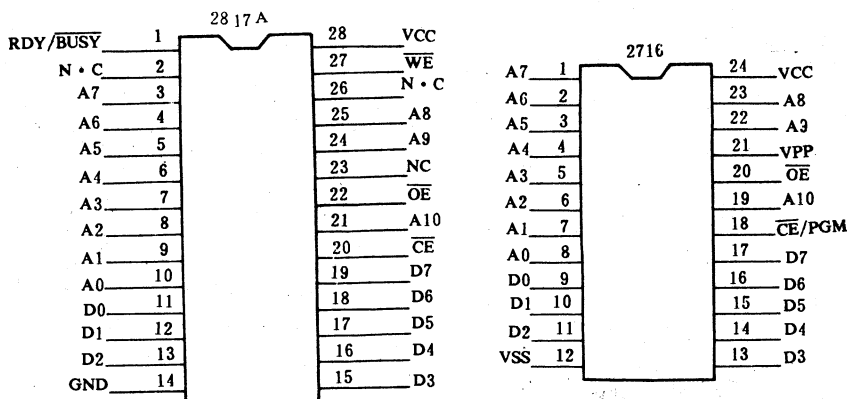 2817A
RDY/BUSY 1 28 VCC
N·C 2 27 WE
A7 3 26 N·C
A6 4 25 A8
A5 5 24 A9
A4 6 23 NC
A3 7 22 OE
A2 8 21 A10
A1 9 20 CE
A0 10 19 D7
D0 11 18 D6
D1 12 17 D5
D2 13 16 D4
GND 14 15 D3
2716
A7 1 24 VCC
A6 2 23 A8
A5 3 22 A9
A4 4 21 VPP
A3 5 20 OE
A2 6 19 A10
A1 7 18 CE/PGM
A0 8 17 D7
D0 9 16 D6
D1 10 15 D5
D2 11 14 D4
VSS 12 13 D3